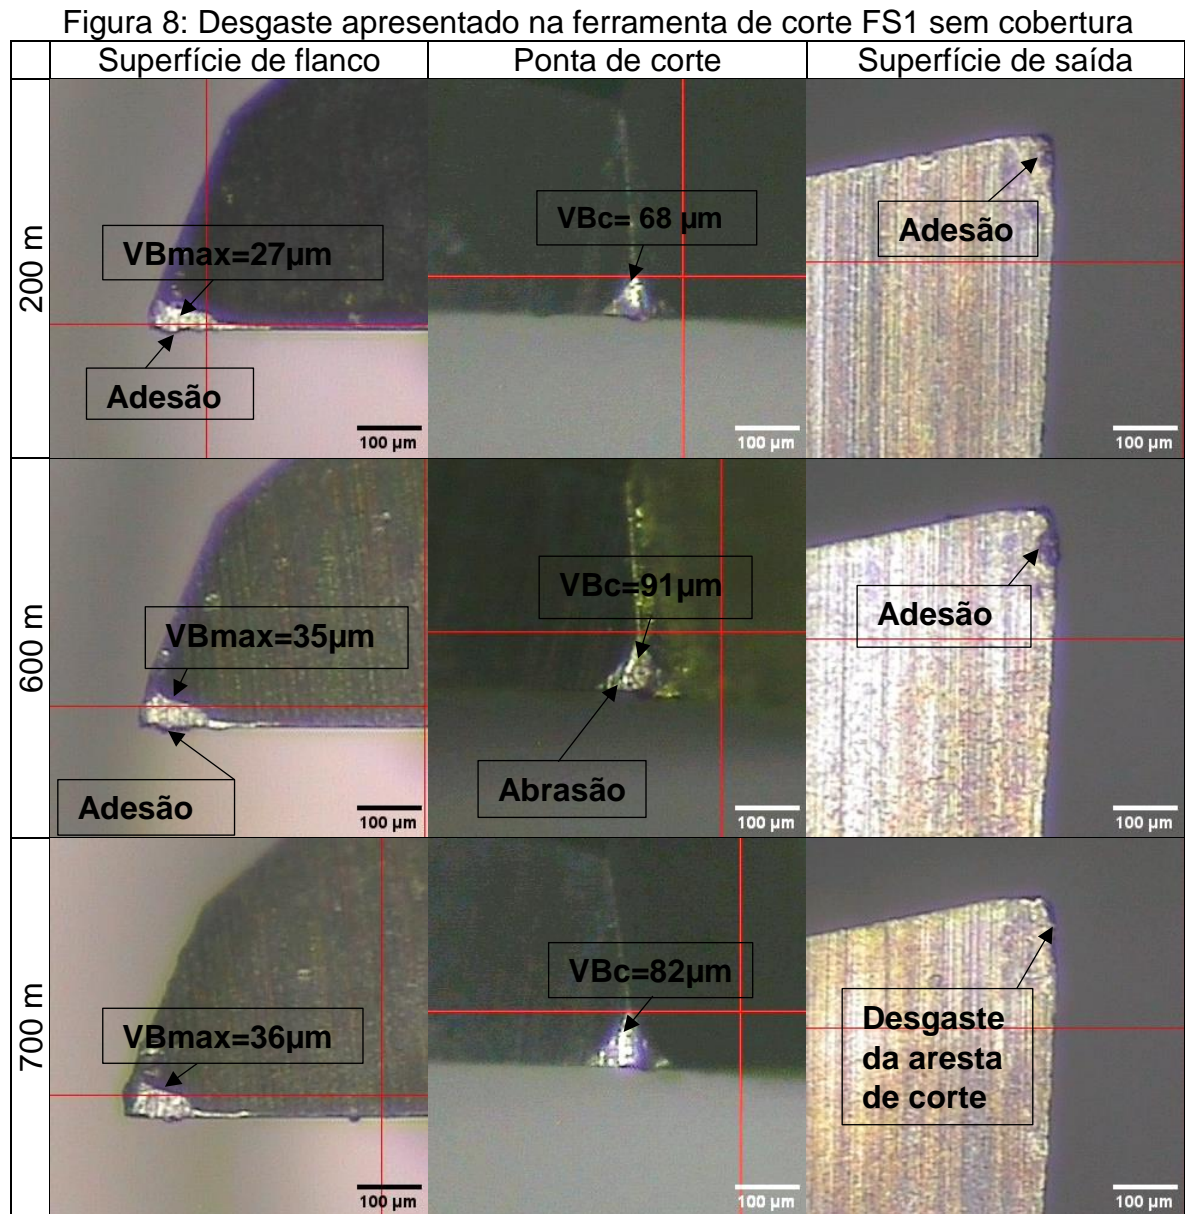 Figura 8: Desgaste apresentado na ferramenta de corte FS1 sem cobertura
Superfície de flanco
Ponta de corte
Superfície de saída
200 m
VBmax=27µm
Adesão
100 µm
VBc= 68 µm
100 µm
Adesão
100 µm
600 m
VBmax=35µm
Adesão
100 µm
VBc=91µm
Abrasão
100 µm
Adesão
100 µm
700 m
VBmax=36µm
100 µm
VBc=82µm
100 µm
Desgaste
da aresta
de corte
100 µm